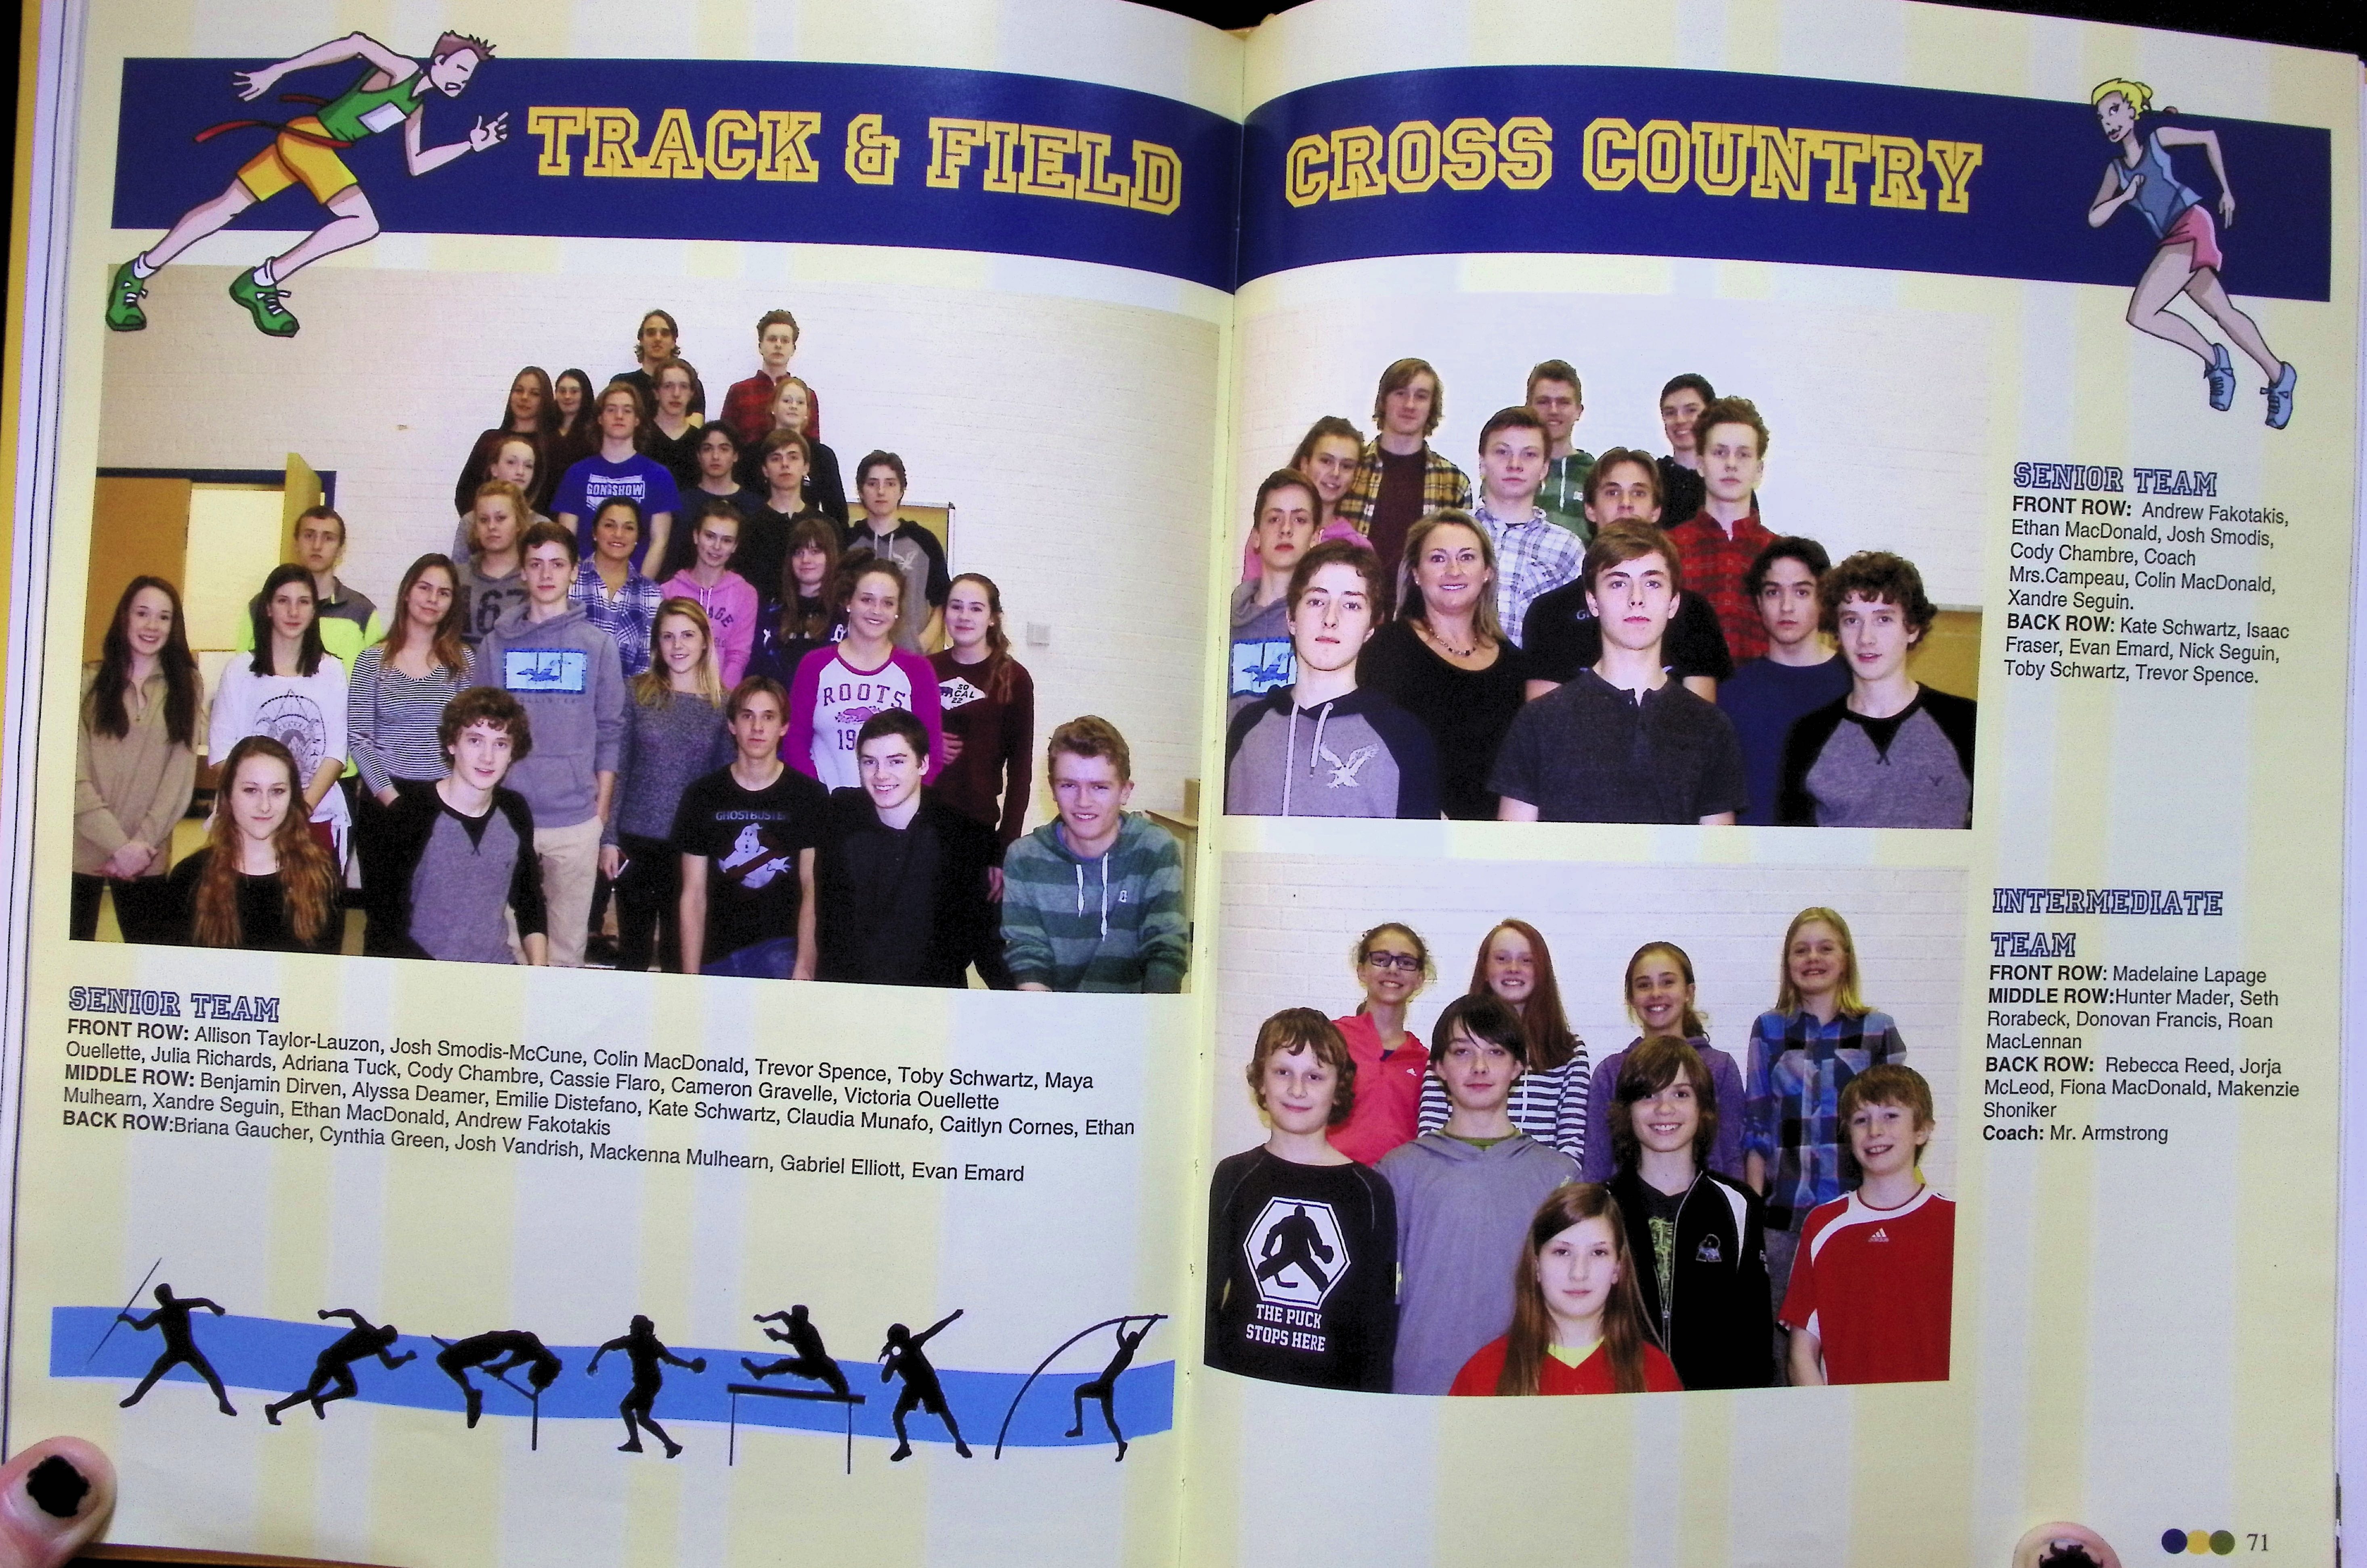 TRACK & FIELD
CROSS COUNTRY
GONGSHOW
167
ROOTS
GHOSTBUSTERS
SENIOR TEAM
FRONT ROW: Allison Taylor-Lauzon, Josh Smodis-McCune, Colin MacDonald, Trevor Spence, Toby Schwartz, Maya
Ouellette, Julia Richards, Adriana Tuck, Cody Chambre, Cassie Flaro, Cameron Gravelle, Victoria Ouellette
MIDDLE ROW: Benjamin Dirven, Alyssa Deamer, Emilie Distefano, Kate Schwartz, Claudia Munafo, Caitlyn Cornes, Ethan
Mulhearn, Xandre Seguin, Ethan MacDonald, Andrew Fakotakis
BACK ROW:Briana Gaucher, Cynthia Green, Josh Vandrish, Mackenna Mulhearn, Gabriel Elliott, Evan Emard
SENIOR TEAM
FRONT ROW: Andrew Fakotakis,
Ethan MacDonald, Josh Smodis,
Cody Chambre, Coach
Mrs.Campeau, Colin MacDonald,
Xandre Seguin.
BACK ROW: Kate Schwartz, Isaac
Fraser, Evan Emard, Nick Seguin,
Toby Schwartz, Trevor Spence.
INTERMEDIATE
TEAM
FRONT ROW: Madelaine Lapage
MIDDLE ROW:Hunter Mader, Seth
Rorabeck, Donovan Francis, Roan
MacLennan
BACK ROW: Rebecca Reed, Jorja
McLeod, Fiona MacDonald, Makenzie
Shoniker
Coach: Mr. Armstrong
THE PUCK
STOPS HERE
adidas
71